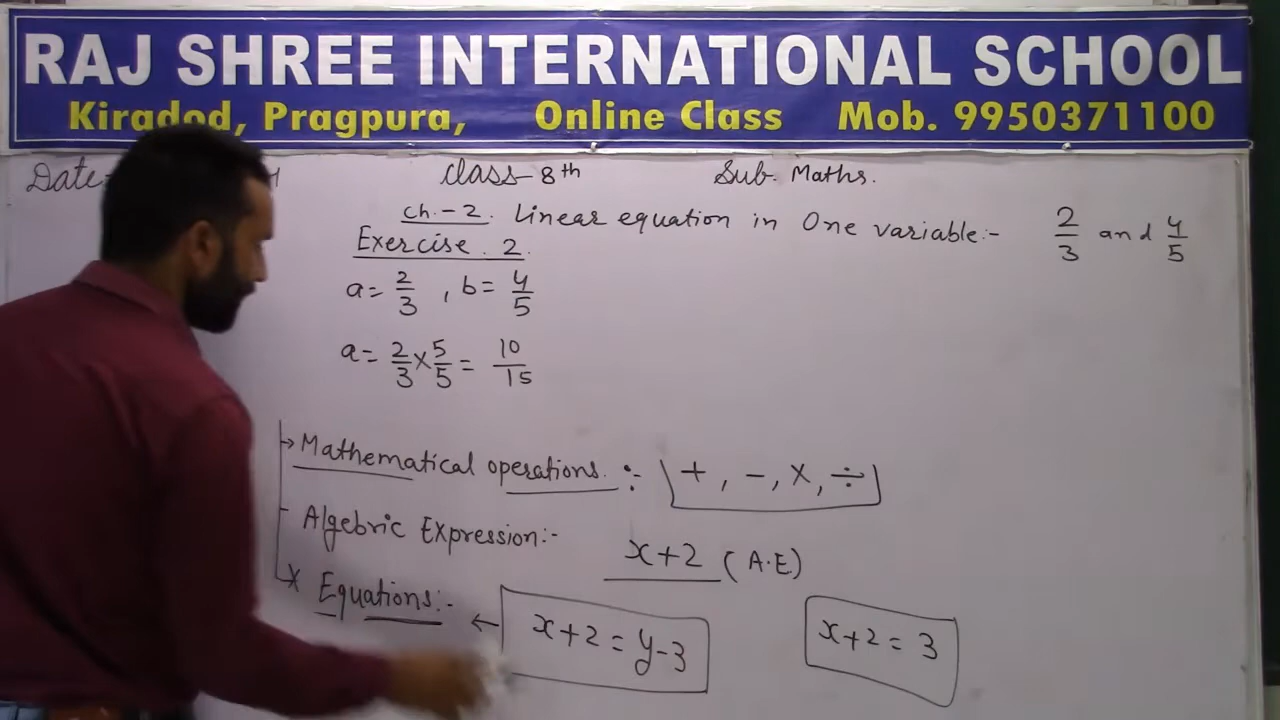 RAJ SHREE INTERNATIONAL SCHOOL
Kiradod, Pragpura, Online Class Mob. 9950371100
Date- Class- 8th Sub. Maths.
Ch.-2. Linear equation in One variable:- 2/3 and 4/5
Exercise. 2.
a= 2/3 , b= 4/5
a= 2/3 × 5/5 = 10/15
→ Mathematical operations. :- +, -, ×, ÷
- Algebric Expression:- x+2 (A.E)
x Equations:- ← x+2 = y-3 x+2 = 3